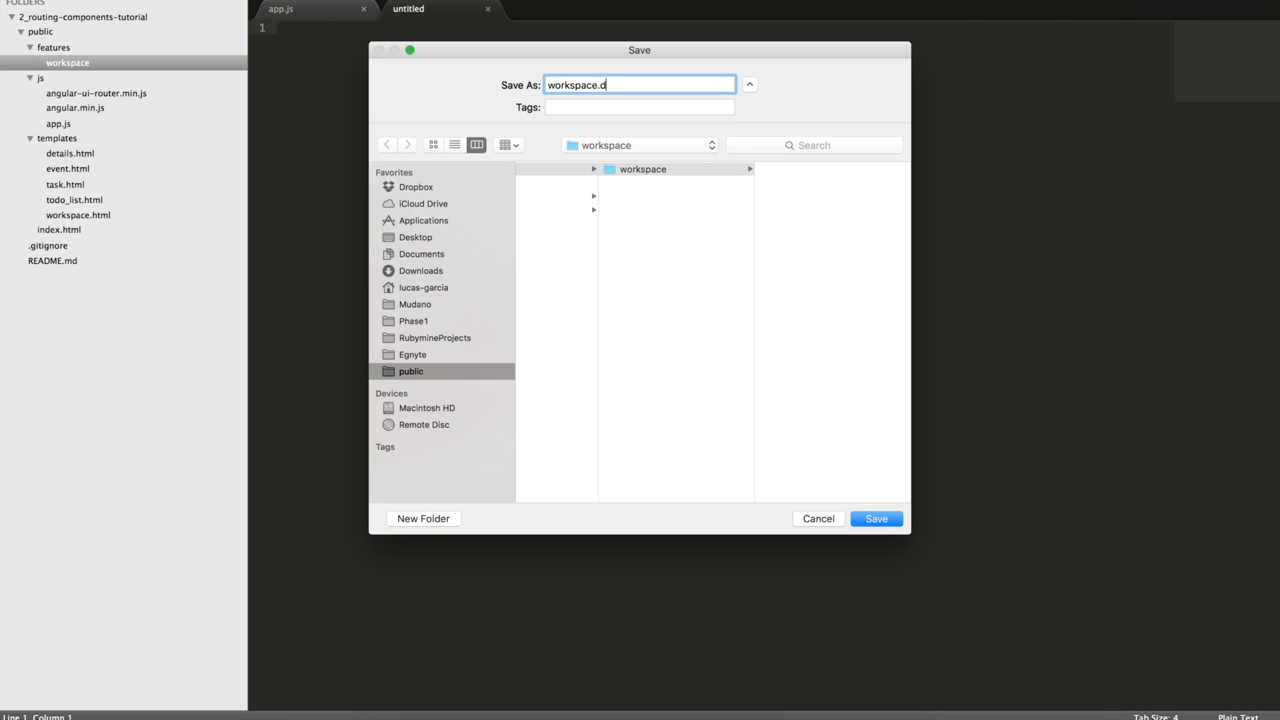 FOLDERS
2_routing-components-tutorial
public
features
workspace
js
angular-ui-router.min.js
angular.min.js
app.js
templates
details.html
event.html
task.html
todo_list.html
workspace.html
index.html
.gitignore
README.md
app.js
untitled
1
Save
Save As: workspace.d
Tags:
workspace
Search
Favorites
Dropbox
iCloud Drive
Applications
Desktop
Documents
Downloads
lucas-garcia
Mudano
Phase1
RubymineProjects
Egnyte
public
Devices
Macintosh HD
Remote Disc
Tags
workspace
New Folder
Cancel
Save
Line 1, Column 1
Tab Size: 4
Plain Text